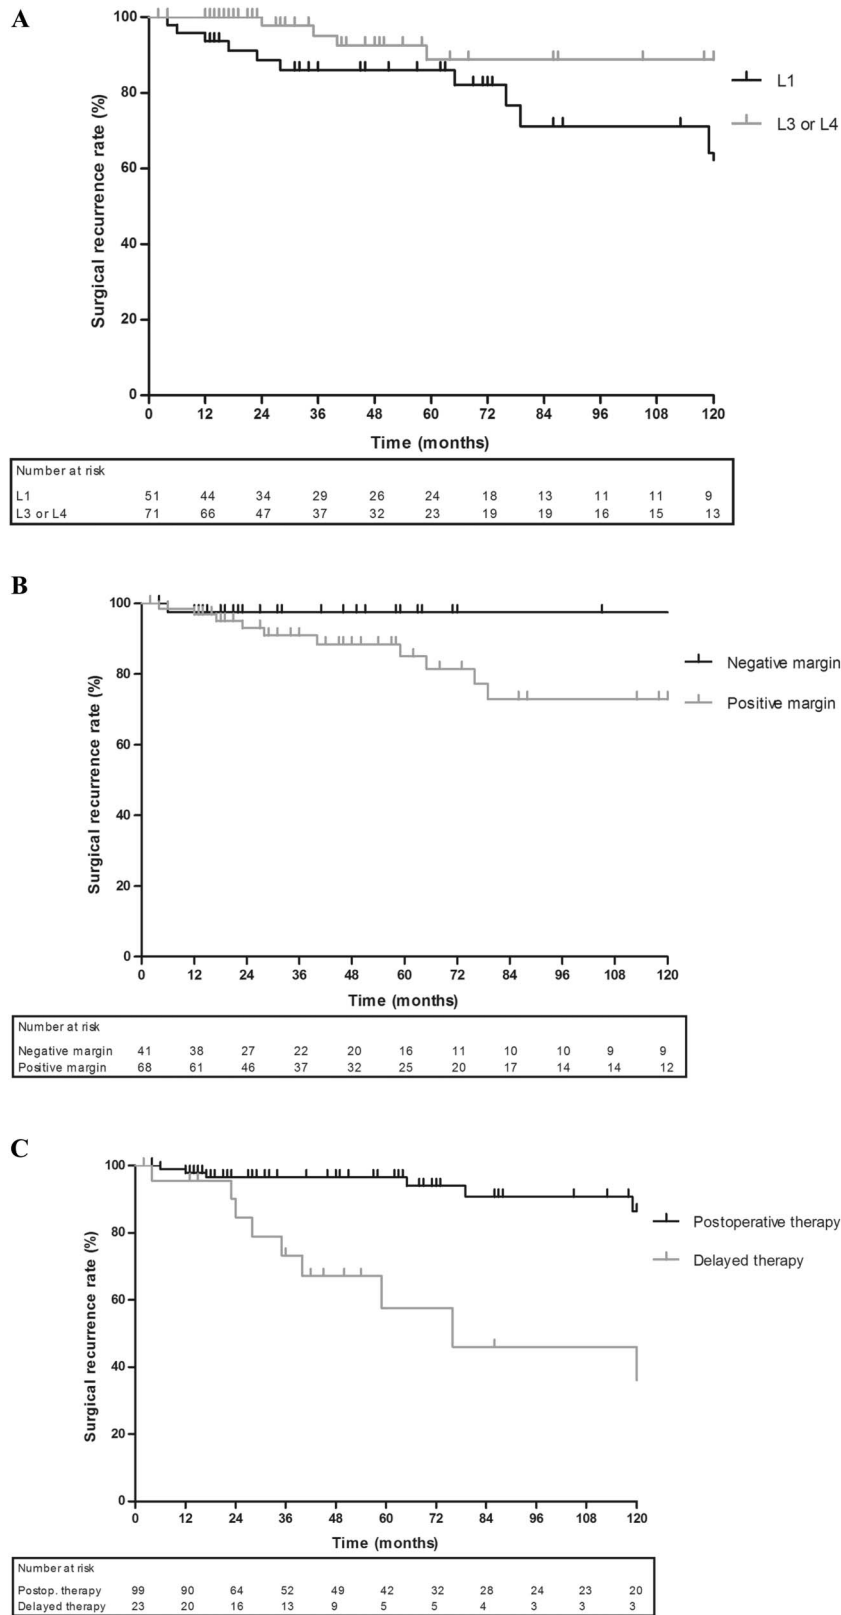 A
100
80
60
40
20
0
Surgical recurrence rate (%)
0 12 24 36 48 60 72 84 96 108 120
Time (months)
L1
L3 or L4
Number at risk
L1 51 44 34 29 26 24 18 13 11 11 9
L3 or L4 71 66 47 37 32 23 19 19 16 15 13
B
100
80
60
40
20
0
Surgical recurrence rate (%)
0 12 24 36 48 60 72 84 96 108 120
Time (months)
Negative margin
Positive margin
Number at risk
Negative margin 41 38 27 22 20 16 11 10 10 9 9
Positive margin 68 61 46 37 32 25 20 17 14 14 12
C
100
80
60
40
20
0
Surgical recurrence rate (%)
0 12 24 36 48 60 72 84 96 108 120
Time (months)
Postoperative therapy
Delayed therapy
Number at risk
Postop. therapy 99 90 64 52 49 42 32 28 24 23 20
Delayed therapy 23 20 16 13 9 5 5 4 3 3 3